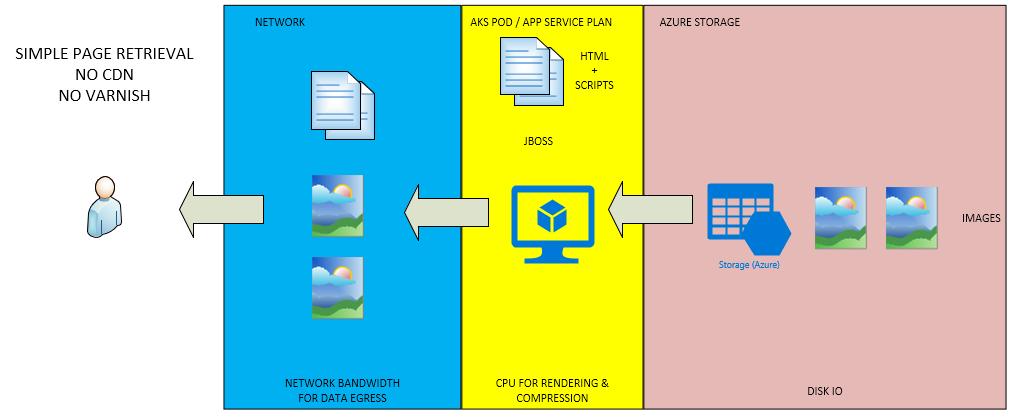 SIMPLE PAGE RETRIEVAL
NO CDN
NO VARNISH
NETWORK
NETWORK BANDWIDTH
FOR DATA EGRESS
AKS POD / APP SERVICE PLAN
HTML
+
SCRIPTS
JBOSS
CPU FOR RENDERING &
COMPRESSION
AZURE STORAGE
Storage (Azure)
IMAGES
DISK IO